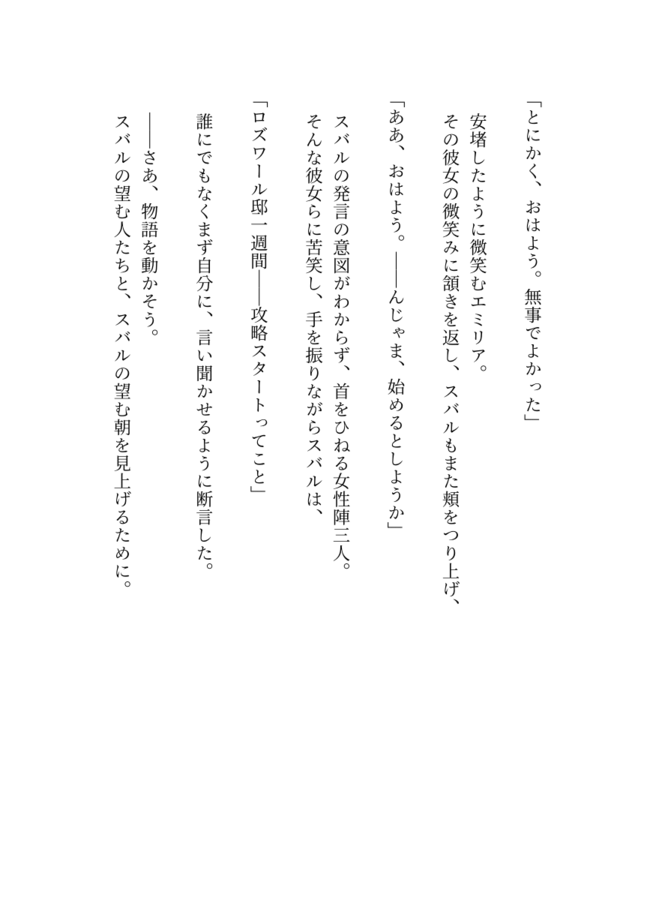 「とにかく、おはよう。無事でよかった」
安堵したように微笑むエミリア。
その彼女の微笑みに頷きを返し、スバルもまた頬をつり上げ、
「ああ、おはよう。――んじゃま、始めるとしようか」
スバルの発言の意図がわからず、首をひねる女性陣三人。
そんな彼女らに苦笑し、手を振りながらスバルは、
「ロズワール邸一週間――攻略スタートってこと」
誰にでもなくまず自分に、言い聞かせるように断言した。
――さあ、物語を動かそう。
スバルの望む人たちと、スバルの望む朝を見上げるために。